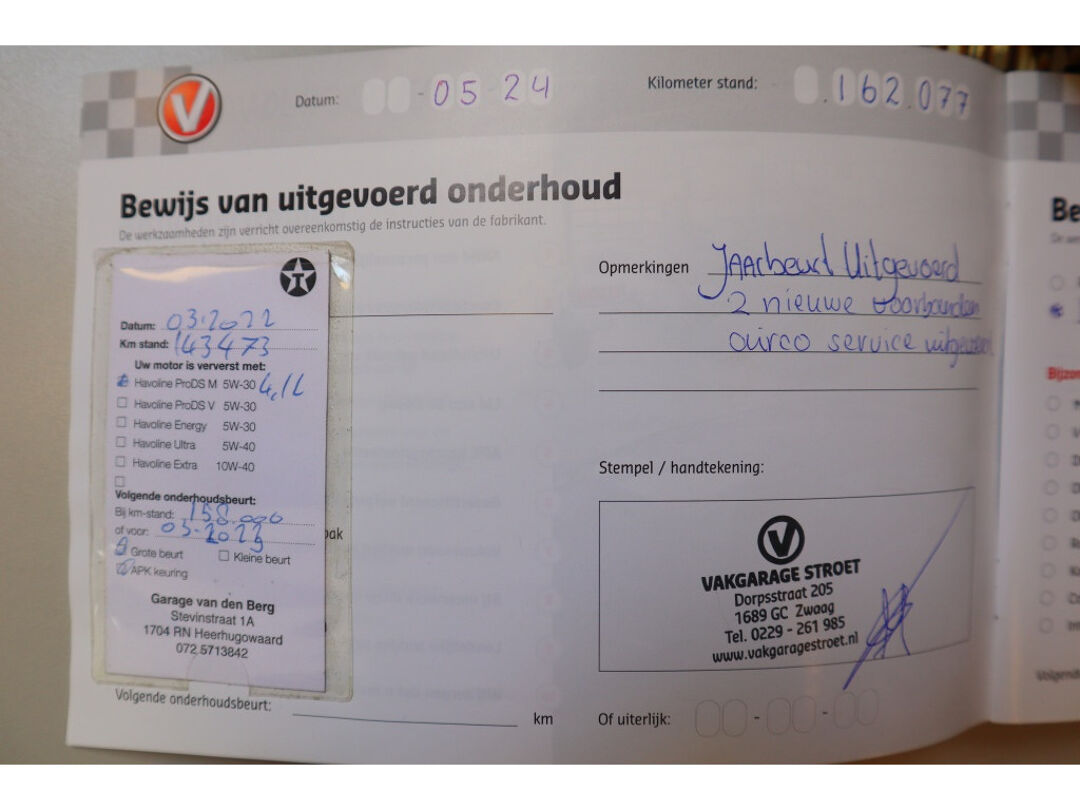 Datum: - 05 24
Kilometer stand: .162.077
Bewijs van uitgevoerd onderhoud
De werkzaamheden zijn verricht overeenkomstig de instructies van de fabrikant.
T
Datum: 03-2022
Km stand: 143473
Uw motor is ververst met:
Havoline ProDS M 5W-30 4,1L
Havoline ProDS V 5W-30
Havoline Energy 5W-30
Havoline Ultra 5W-40
Havoline Extra 10W-40
Volgende onderhoudsbeurt:
Bij km-stand: 158.000
of voor: 03-2023
Grote beurt Kleine beurt
APK keuring
Garage van den Berg
Stevinstraat 1A
1704 RN Heerhugowaard
072 5713842
Volgende onderhoudsbeurt: km
Opmerkingen JAArbeurt Uitgevoerd
2 nieuwe voorbanden
airco service uitgevoerd
Stempel / handtekening:
V
VAKGARAGE STROET
Dorpsstraat 205
1689 GC Zwaag
Tel. 0229 - 261 985
www.vakgaragestroet.nl
Of uiterlijk: - -
V
Be
Bijzon
Volgend